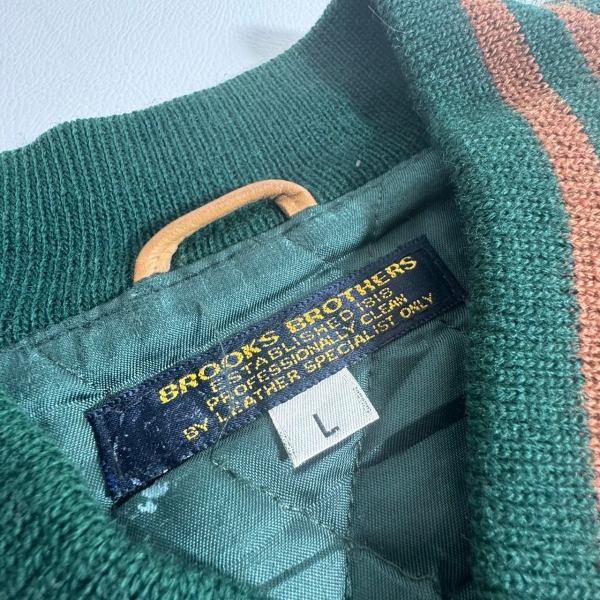 BROOKS BROTHERS
ESTABLISHED 1818
PROFESSIONALLY CLEAN
BY LEATHER SPECIALIST ONLY
L